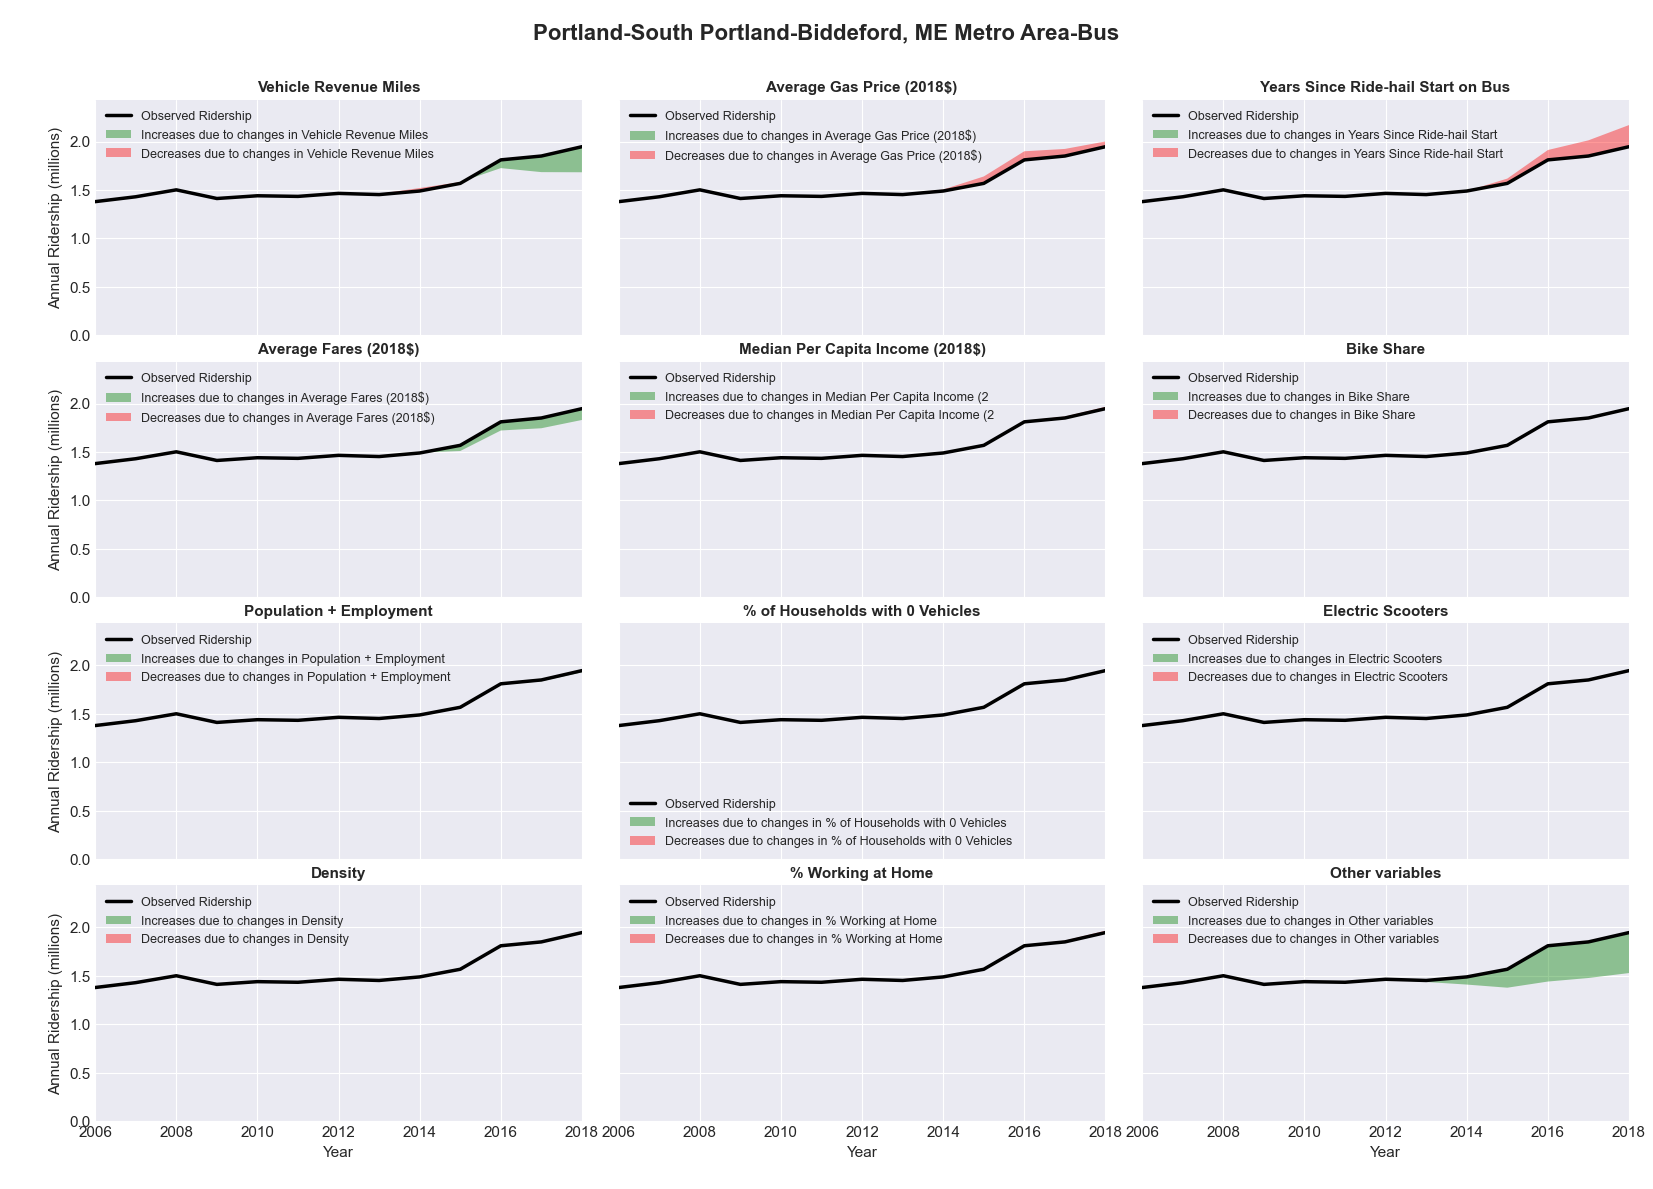 Portland-South Portland-Biddeford, ME Metro Area-Bus
Vehicle Revenue Miles
Observed Ridership
Increases due to changes in Vehicle Revenue Miles
Decreases due to changes in Vehicle Revenue Miles
Annual Ridership (millions)
2.0
1.5
1.0
0.5
0.0
Average Gas Price (2018$)
Observed Ridership
Increases due to changes in Average Gas Price (2018$)
Decreases due to changes in Average Gas Price (2018$)
Years Since Ride-hail Start on Bus
Observed Ridership
Increases due to changes in Years Since Ride-hail Start
Decreases due to changes in Years Since Ride-hail Start
Average Fares (2018$)
Observed Ridership
Increases due to changes in Average Fares (2018$)
Decreases due to changes in Average Fares (2018$)
Annual Ridership (millions)
2.0
1.5
1.0
0.5
0.0
Median Per Capita Income (2018$)
Observed Ridership
Increases due to changes in Median Per Capita Income (2
Decreases due to changes in Median Per Capita Income (2
Bike Share
Observed Ridership
Increases due to changes in Bike Share
Decreases due to changes in Bike Share
Population + Employment
Observed Ridership
Increases due to changes in Population + Employment
Decreases due to changes in Population + Employment
Annual Ridership (millions)
2.0
1.5
1.0
0.5
0.0
% of Households with 0 Vehicles
Observed Ridership
Increases due to changes in % of Households with 0 Vehicles
Decreases due to changes in % of Households with 0 Vehicles
Electric Scooters
Observed Ridership
Increases due to changes in Electric Scooters
Decreases due to changes in Electric Scooters
Density
Observed Ridership
Increases due to changes in Density
Decreases due to changes in Density
Annual Ridership (millions)
2.0
1.5
1.0
0.5
0.0
2006 2008 2010 2012 2014 2016 2018
Year
% Working at Home
Observed Ridership
Increases due to changes in % Working at Home
Decreases due to changes in % Working at Home
2006 2008 2010 2012 2014 2016 2018
Year
Other variables
Observed Ridership
Increases due to changes in Other variables
Decreases due to changes in Other variables
2006 2008 2010 2012 2014 2016 2018
Year